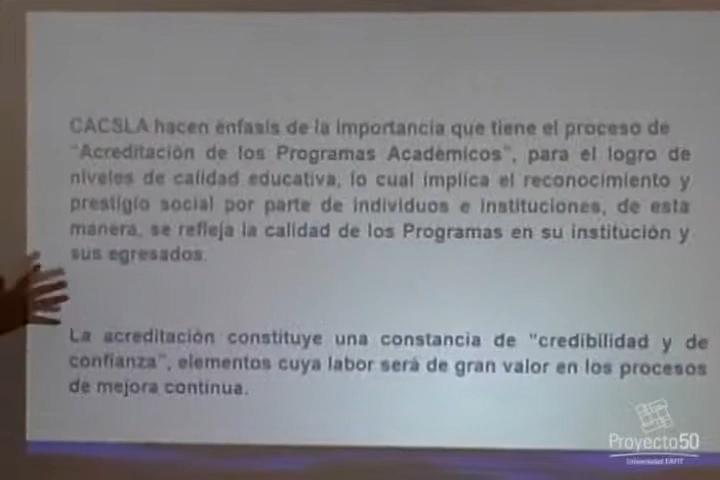 CACSLA hacen énfasis de la importancia que tiene el proceso de
"Acreditación de los Programas Académicos", para el logro de
niveles de calidad educativa, lo cual implica el reconocimiento y
prestigio social por parte de individuos e instituciones, de esta
manera, se refleja la calidad de los Programas en su institución y
sus egresados.
La acreditación constituye una constancia de "credibilidad y de
confianza", elementos cuya labor será de gran valor en los procesos
de mejora continua.
Proyecto50
Universidad EAFIT